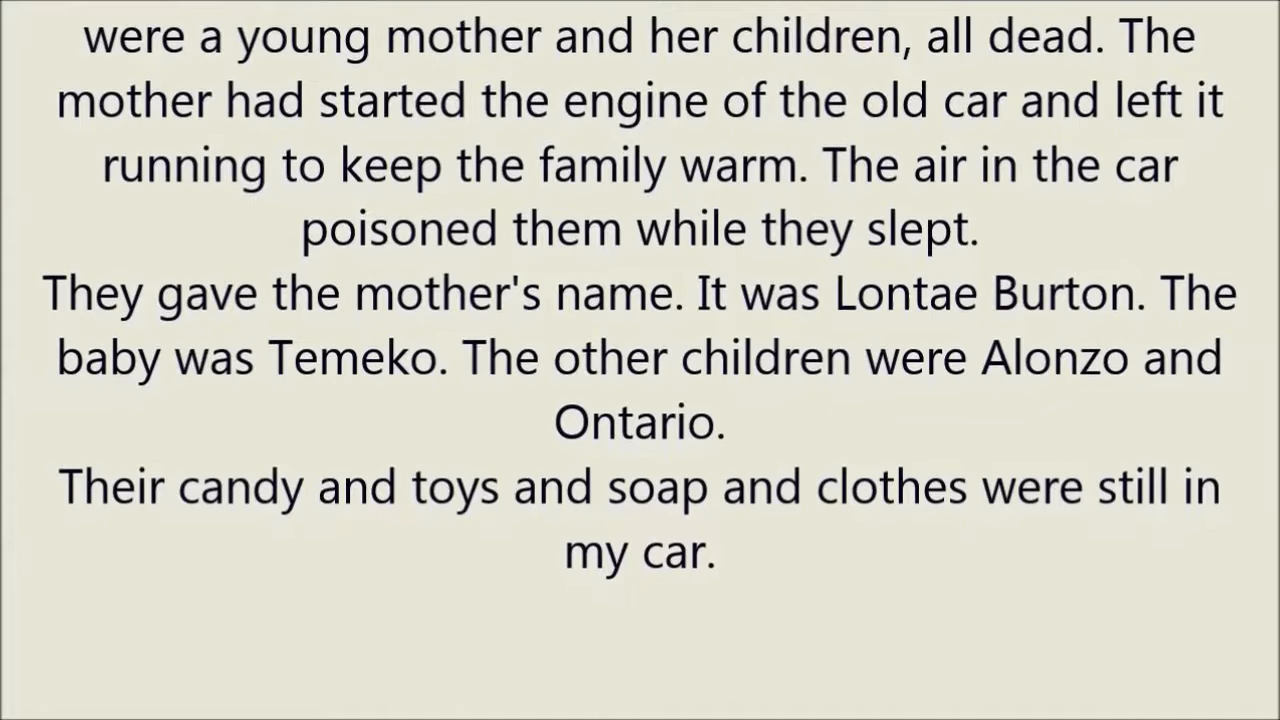 were a young mother and her children, all dead. The
mother had started the engine of the old car and left it
running to keep the family warm. The air in the car
poisoned them while they slept.
They gave the mother's name. It was Lontae Burton. The
baby was Temeko. The other children were Alonzo and
Ontario.
Their candy and toys and soap and clothes were still in
my car.